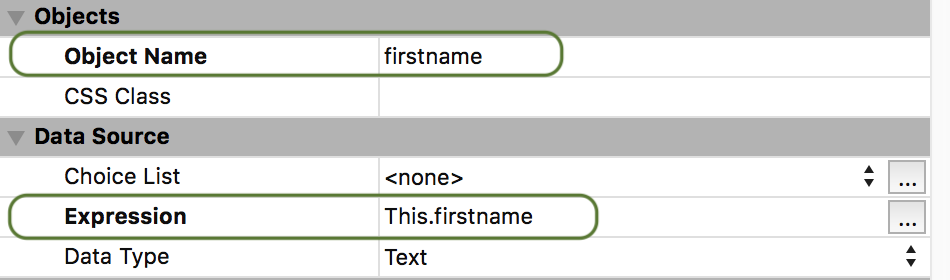 Objects
Object Name firstname
CSS Class
Data Source
Choice List <none> ...
Expression This.firstname ...
Data Type Text